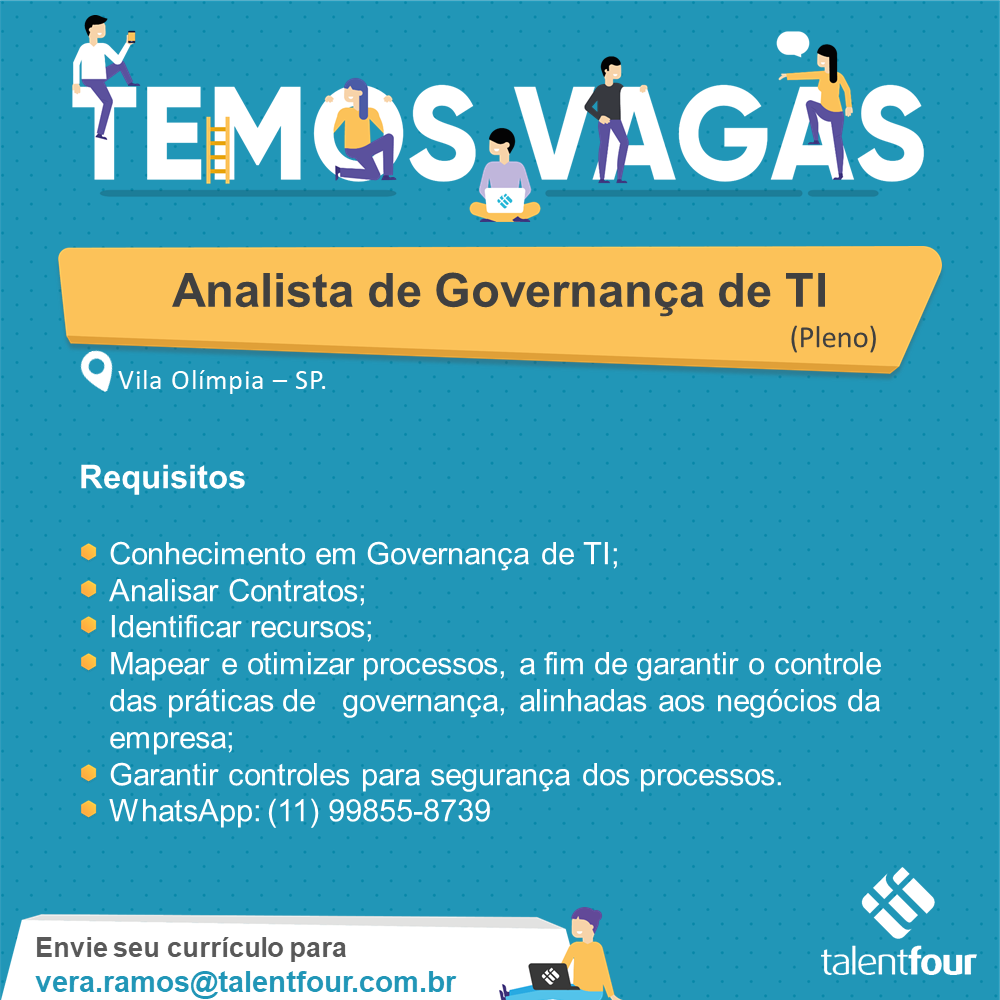 TEMOS VAGAS
Analista de Governança de TI
(Pleno)
Vila Olímpia – SP.
Requisitos
Conhecimento em Governança de TI;
Analisar Contratos;
Identificar recursos;
Mapear e otimizar processos, a fim de garantir o controle
das práticas de governança, alinhadas aos negócios da
empresa;
Garantir controles para segurança dos processos.
WhatsApp: (11) 99855-8739
Envie seu currículo para
vera.ramos@talentfour.com.br
talentfour